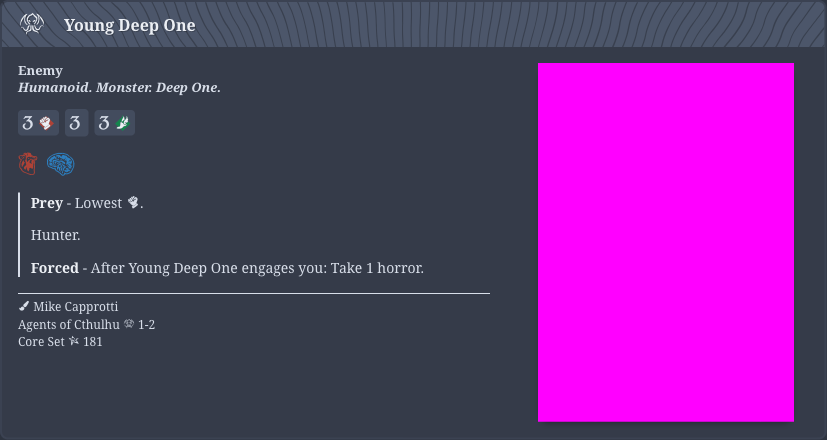 Young Deep One
Enemy
Humanoid. Monster. Deep One.
3 3 3
Prey - Lowest .
Hunter.
Forced - After Young Deep One engages you: Take 1 horror.
Mike Capprotti
Agents of Cthulhu 1-2
Core Set 181